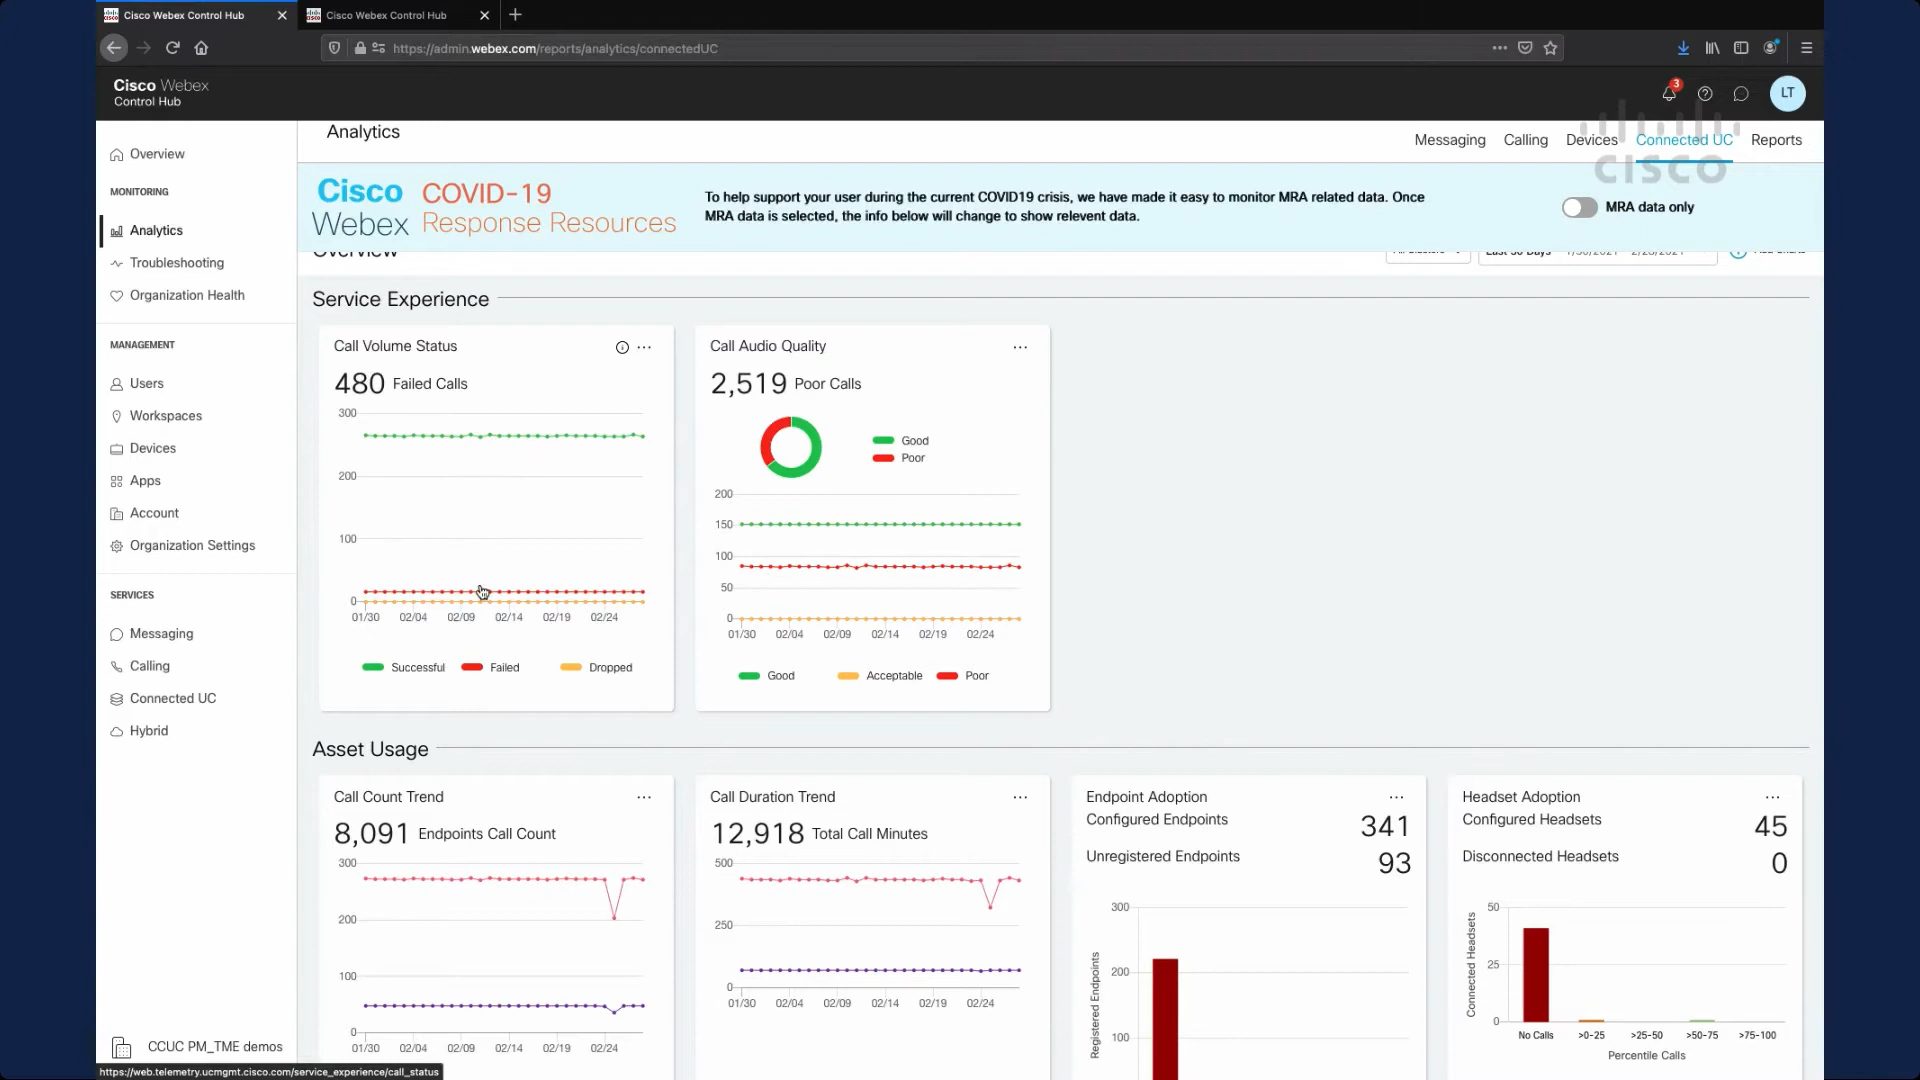 Cisco Webex Control Hub
Cisco Webex Control Hub
https://admin.webex.com/reports/analytics/connectedUC
Cisco Webex
Control Hub
3
LT
Overview
MONITORING
Analytics
Troubleshooting
Organization Health
MANAGEMENT
Users
Workspaces
Devices
Apps
Account
Organization Settings
SERVICES
Messaging
Calling
Connected UC
Hybrid
CCUC PM_TME demos
https://web.telemetry.ucmgmt.cisco.com/service_experience/call_status
Analytics
Messaging Calling Devices Connected UC Reports
CISCO
Cisco Webex
COVID-19
Response Resources
To help support your user during the current COVID19 crisis, we have made it easy to monitor MRA related data. Once
MRA data is selected, the info below will change to show relevent data.
MRA data only
Overview
Last 30 Days
Service Experience
Call Volume Status
480 Failed Calls
300
200
100
0
01/30 02/04 02/09 02/14 02/19 02/24
Successful Failed Dropped
Call Audio Quality
2,519 Poor Calls
Good
Poor
200
150
100
50
0
01/30 02/04 02/09 02/14 02/19 02/24
Good Acceptable Poor
Asset Usage
Call Count Trend
8,091 Endpoints Call Count
300
200
100
0
01/30 02/04 02/09 02/14 02/19 02/24
Call Duration Trend
12,918 Total Call Minutes
500
250
0
01/30 02/04 02/09 02/14 02/19 02/24
Endpoint Adoption
Configured Endpoints 341
Unregistered Endpoints 93
300
200
100
Registered Endpoints
Headset Adoption
Configured Headsets 45
Disconnected Headsets 0
50
25
0
Connected Headsets
No Calls >0-25 >25-50 >50-75 >75-100
Percentile Calls